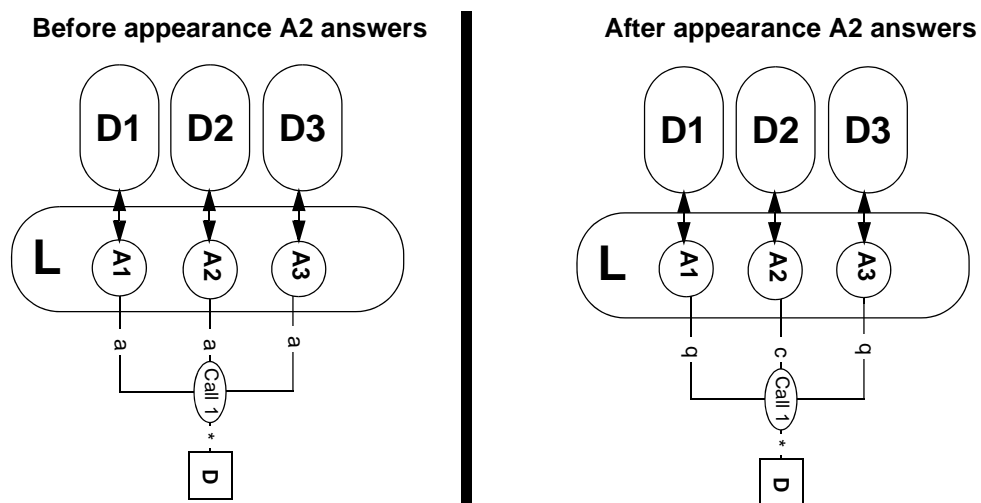 Before appearance A2 answers
D1 D2 D3
L A1 A2 A3
a a a
Call 1
*
D
After appearance A2 answers
D1 D2 D3
L A1 A2 A3
q c q
Call 1
*
D